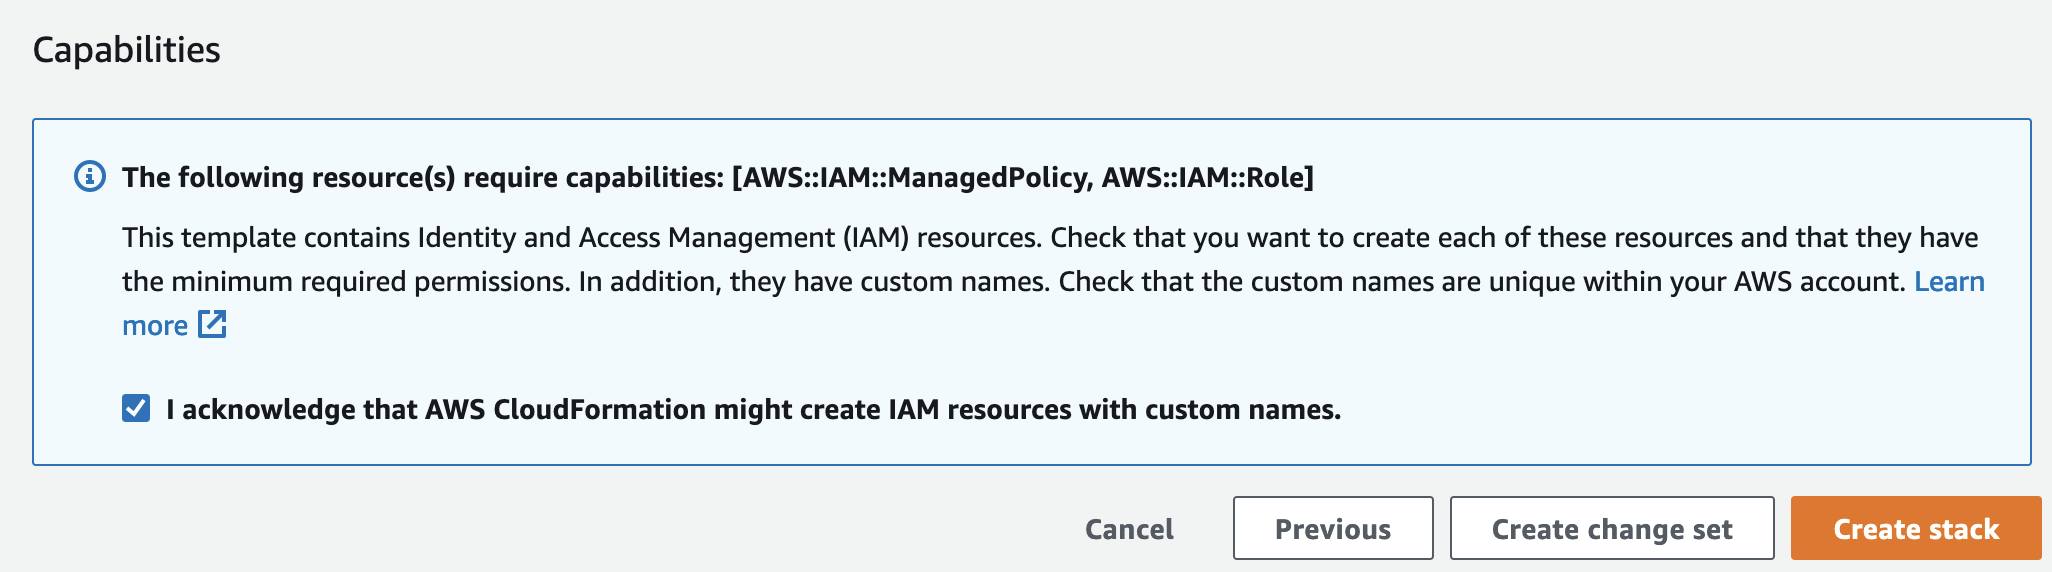 Capabilities
The following resource(s) require capabilities: [AWS::IAM::ManagedPolicy, AWS::IAM::Role]
This template contains Identity and Access Management (IAM) resources. Check that you want to create each of these resources and that they have
the minimum required permissions. In addition, they have custom names. Check that the custom names are unique within your AWS account. Learn
more
I acknowledge that AWS CloudFormation might create IAM resources with custom names.
Cancel Previous Create change set Create stack